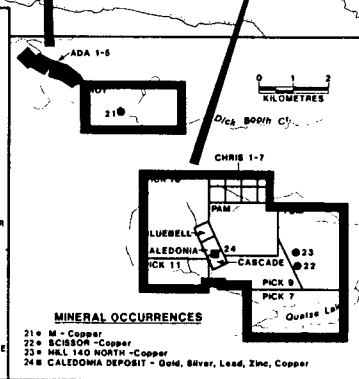 ADA 1-5
21
0 1 2
KILOMETRES
Dick Booth Cr.
CHRIS 1-7
PAM
BLUEBELL
CALEDONIA
24
CASCADE
23
22
PICK 11
PICK 9
PICK 7
Quatse Lake
MINERAL OCCURRENCES
21 M - Copper
22 SCISSOR - Copper
23 HILL 140 NORTH - Copper
24 CALEDONIA DEPOSIT - Gold, Silver, Lead, Zinc, Copper